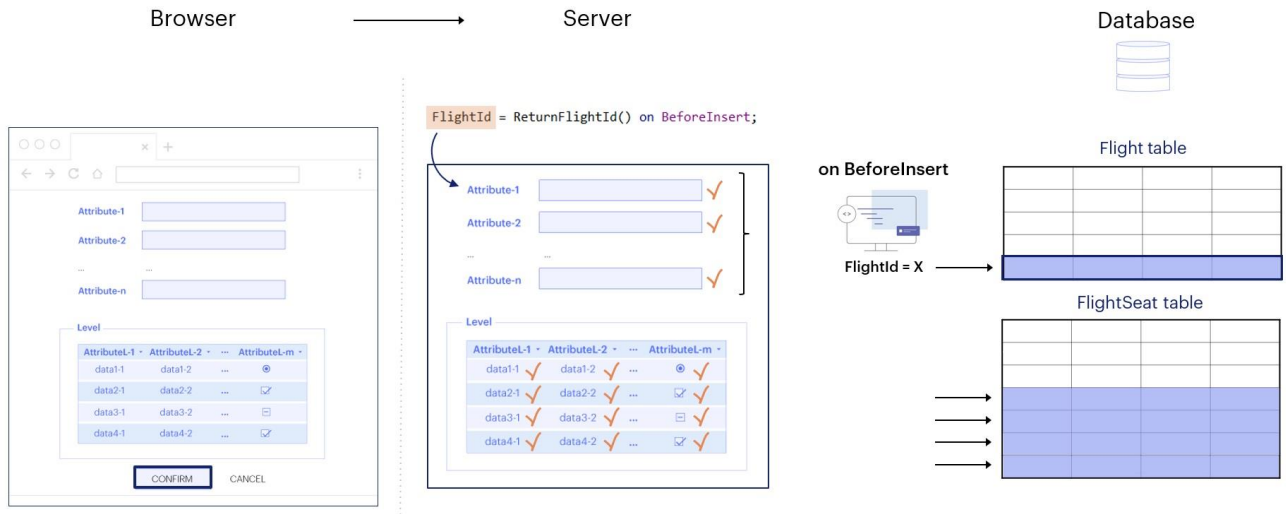 Browser
Server
Database
FlightId = ReturnFlightId() on BeforeInsert;
Attribute-1
Attribute-2
... ...
Attribute-n
Level
AttributeL-1 AttributeL-2 ... AttributeL-m
data1-1 data1-2 ...
data2-1 data2-2 ...
data3-1 data3-2 ...
data4-1 data4-2 ...
CONFIRM CANCEL
Attribute-1
Attribute-2
... ...
Attribute-n
Level
AttributeL-1 AttributeL-2 ... AttributeL-m
data1-1 data1-2 ...
data2-1 data2-2 ...
data3-1 data3-2 ...
data4-1 data4-2 ...
on BeforeInsert
FlightId = X
Flight table
FlightSeat table